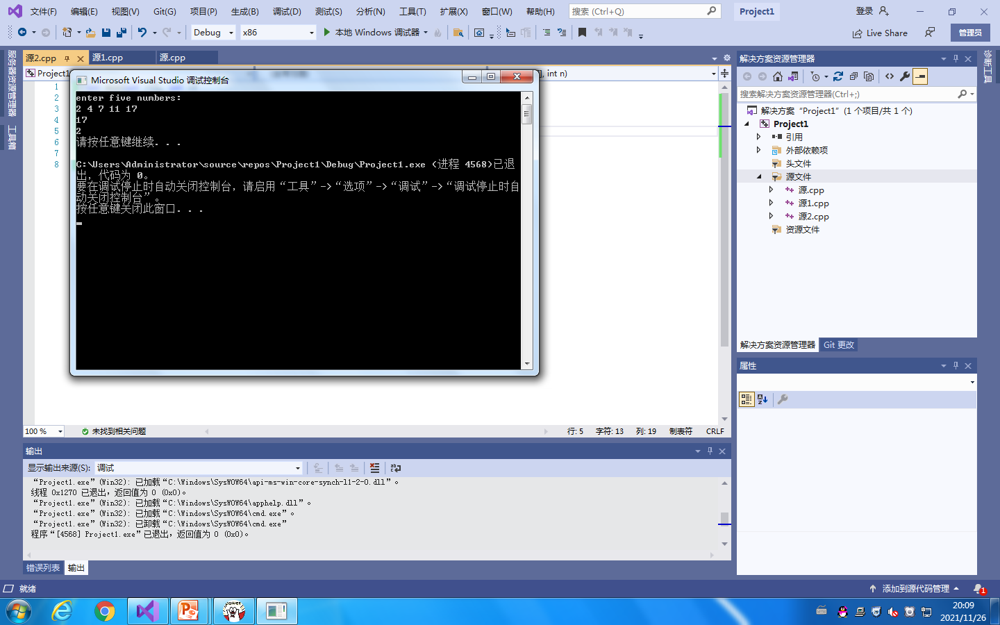 文件(F) 编辑(E) 视图(V) Git(G) 项目(P) 生成(B) 调试(D) 测试(S) 分析(N) 工具(T) 扩展(X) 窗口(W) 帮助(H) 搜索 (Ctrl+Q) Project1 登录
Debug x86 本地 Windows 调试器 Live Share 管理员
服务器资源管理器
工具箱
源2.cpp 源1.cpp 源.cpp
Project1 ], int n)
1
2
3
4
5
6
7
8
Microsoft Visual Studio 调试控制台
enter five numbers:
2 4 7 11 17
17
2
请按任意键继续. . .
C:\Users\Administrator\source\repos\Project1\Debug\Project1.exe (进程 4568)已退
出，代码为 0。
要在调试停止时自动关闭控制台，请启用“工具”->“选项”->“调试”->“调试停止时自
动关闭控制台”。
按任意键关闭此窗口. . .
100 % 未找到相关问题 行: 5 字符: 13 列: 19 制表符 CRLF
输出
显示输出来源(S): 调试
“Project1.exe”(Win32): 已加载“C:\Windows\SysWOW64\api-ms-win-core-synch-l1-2-0.dll”。
线程 0x1270 已退出，返回值为 0 (0x0)。
“Project1.exe”(Win32): 已加载“C:\Windows\SysWOW64\apphelp.dll”。
“Project1.exe”(Win32): 已加载“C:\Windows\SysWOW64\cmd.exe”。
“Project1.exe”(Win32): 已卸载“C:\Windows\SysWOW64\cmd.exe”
程序“[4568] Project1.exe”已退出，返回值为 0 (0x0)。
错误列表 输出
解决方案资源管理器
搜索解决方案资源管理器(Ctrl+;)
解决方案“Project1”(1 个项目/共 1 个)
Project1
引用
外部依赖项
头文件
源文件
源.cpp
源1.cpp
源2.cpp
资源文件
解决方案资源管理器 Git 更改
属性
诊断工具
就绪 添加到源代码管理 1
20:09
2021/11/26